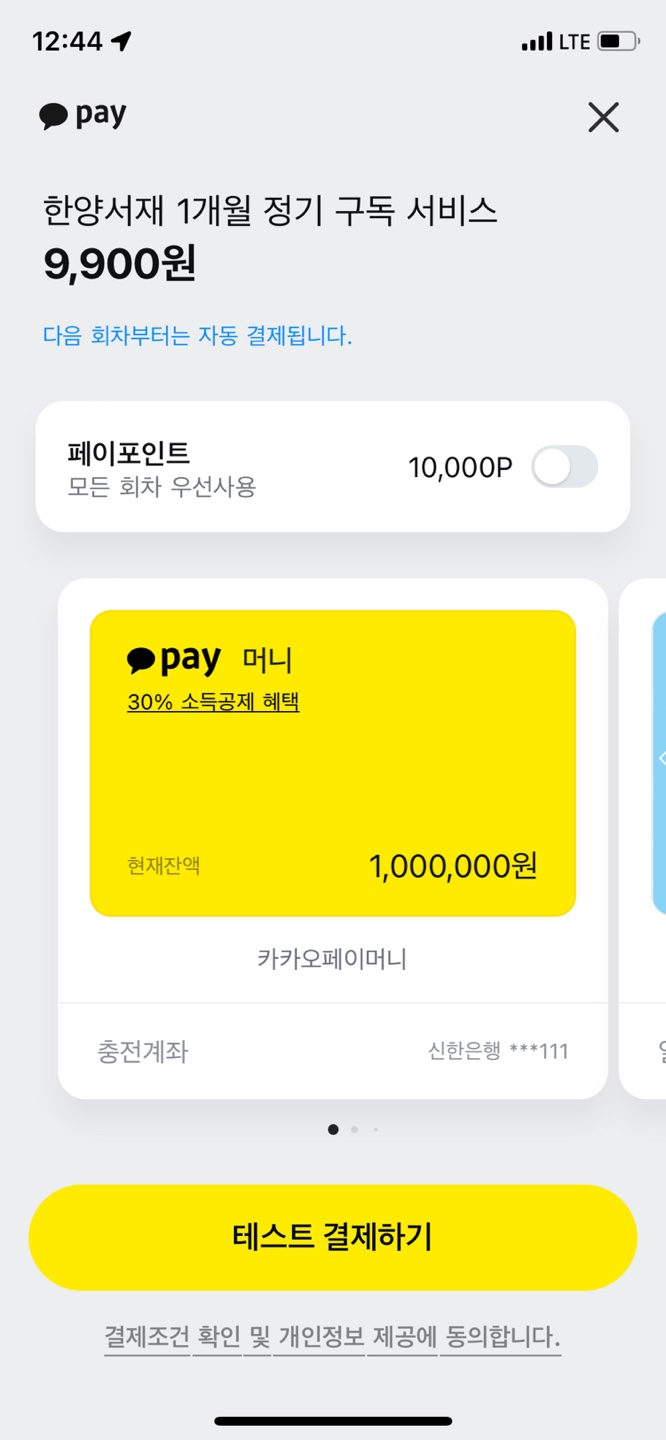 12:44 LTE
pay
한양서재 1개월 정기 구독 서비스
9,900원
다음 회차부터는 자동 결제됩니다.
페이포인트
모든 회차 우선사용
10,000P
pay 머니
30% 소득공제 혜택
현재잔액 1,000,000원
카카오페이머니
충전계좌 신한은행 ***111
테스트 결제하기
결제조건 확인 및 개인정보 제공에 동의합니다.